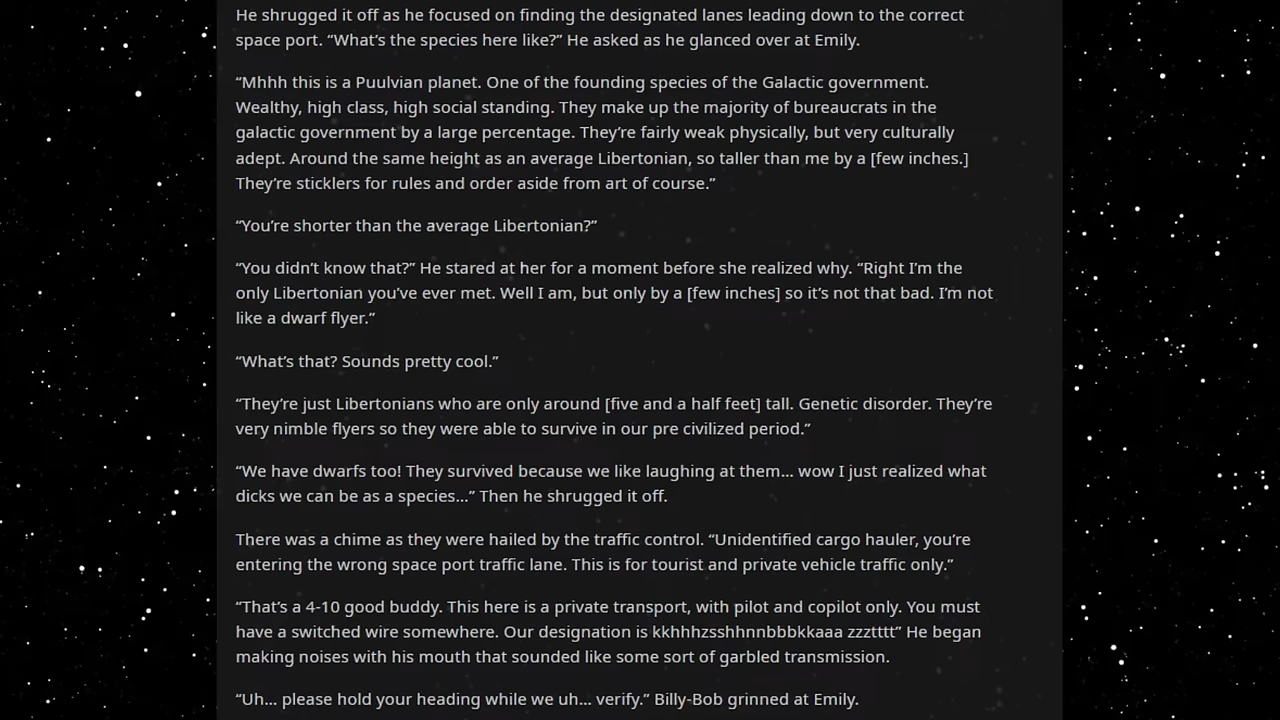 He shrugged it off as he focused on finding the designated lanes leading down to the correct
space port. “What’s the species here like?” He asked as he glanced over at Emily.
“Mhhh this is a Puulvian planet. One of the founding species of the Galactic government.
Wealthy, high class, high social standing. They make up the majority of bureaucrats in the
galactic government by a large percentage. They’re fairly weak physically, but very culturally
adept. Around the same height as an average Libertonian, so taller than me by a [few inches.]
They’re sticklers for rules and order aside from art of course.”
“You’re shorter than the average Libertonian?”
“You didn’t know that?” He stared at her for a moment before she realized why. “Right I’m the
only Libertonian you’ve ever met. Well I am, but only by a [few inches] so it’s not that bad. I’m not
like a dwarf flyer.”
“What’s that? Sounds pretty cool.”
“They’re just Libertonians who are only around [five and a half feet] tall. Genetic disorder. They’re
very nimble flyers so they were able to survive in our pre civilized period.”
“We have dwarfs too! They survived because we like laughing at them... wow I just realized what
dicks we can be as a species...” Then he shrugged it off.
There was a chime as they were hailed by the traffic control. “Unidentified cargo hauler, you’re
entering the wrong space port traffic lane. This is for tourist and private vehicle traffic only.”
“That’s a 4-10 good buddy. This here is a private transport, with pilot and copilot only. You must
have a switched wire somewhere. Our designation is kkhhhzsshhnnbbbkkaaa zzztttt” He began
making noises with his mouth that sounded like some sort of garbled transmission.
“Uh... please hold your heading while we uh... verify.” Billy-Bob grinned at Emily.